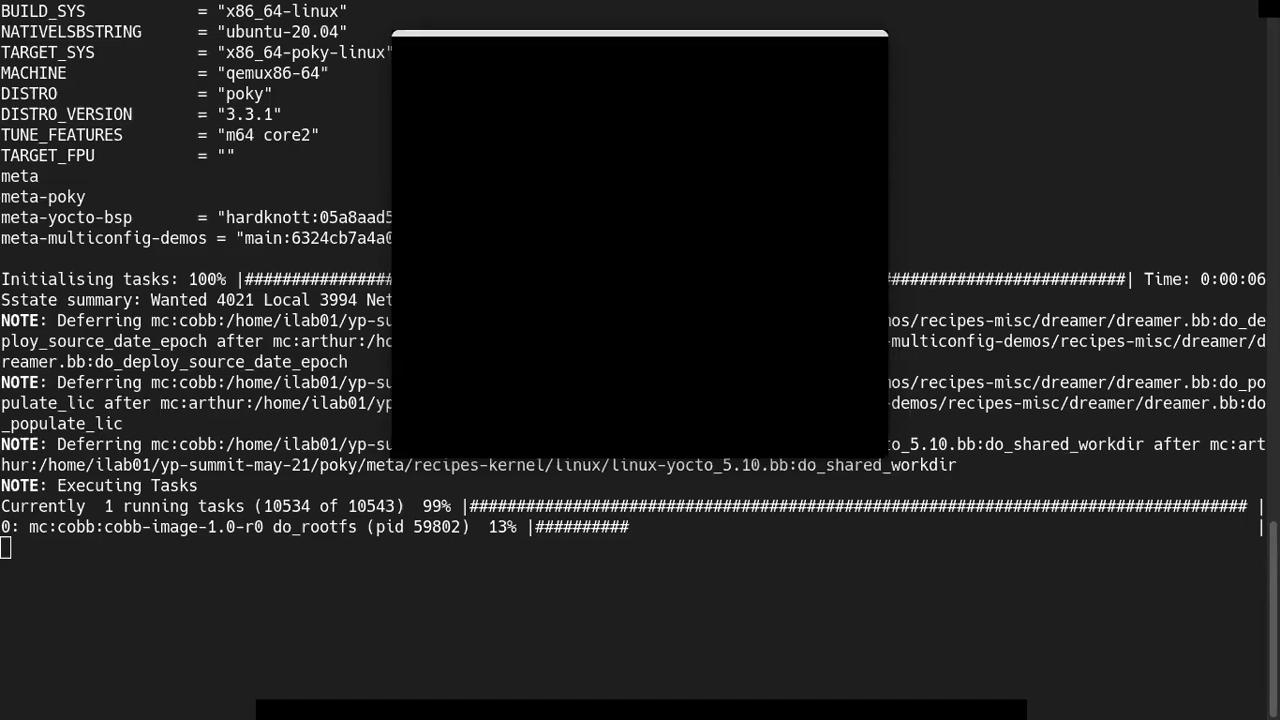 BUILD_SYS            = "x86_64-linux"
NATIVELSBSTRING      = "ubuntu-20.04"
TARGET_SYS           = "x86_64-poky-linux"
MACHINE              = "qemux86-64"
DISTRO               = "poky"
DISTRO_VERSION       = "3.3.1"
TUNE_FEATURES        = "m64 core2"
TARGET_FPU           = ""
meta
meta-poky
meta-yocto-bsp       = "hardknott:05a8aad5
meta-multiconfig-demos = "main:6324cb7a4a0
Initialising tasks: 100% |################ #########################| Time: 0:00:06
Sstate summary: Wanted 4021 Local 3994 Net
NOTE: Deferring mc:cobb:/home/ilab01/yp-su os/recipes-misc/dreamer/dreamer.bb:do_de
ploy_source_date_epoch after mc:arthur:/ho multiconfig-demos/recipes-misc/dreamer/d
reamer.bb:do_deploy_source_date_epoch
NOTE: Deferring mc:cobb:/home/ilab01/yp-su os/recipes-misc/dreamer/dreamer.bb:do_po
pulate_lic after mc:arthur:/home/ilab01/yp demos/recipes-misc/dreamer/dreamer.bb:do
_populate_lic
NOTE: Deferring mc:cobb:/home/ilab01/yp-su to_5.10.bb:do_shared_workdir after mc:art
hur:/home/ilab01/yp-summit-may-21/poky/meta/recipes-kernel/linux/linux-yocto_5.10.bb:do_shared_workdir
NOTE: Executing Tasks
Currently  1 running tasks (10534 of 10543)  99% |################################################################################### |
0: mc:cobb:cobb-image-1.0-r0 do_rootfs (pid 59802)  13% |########## |